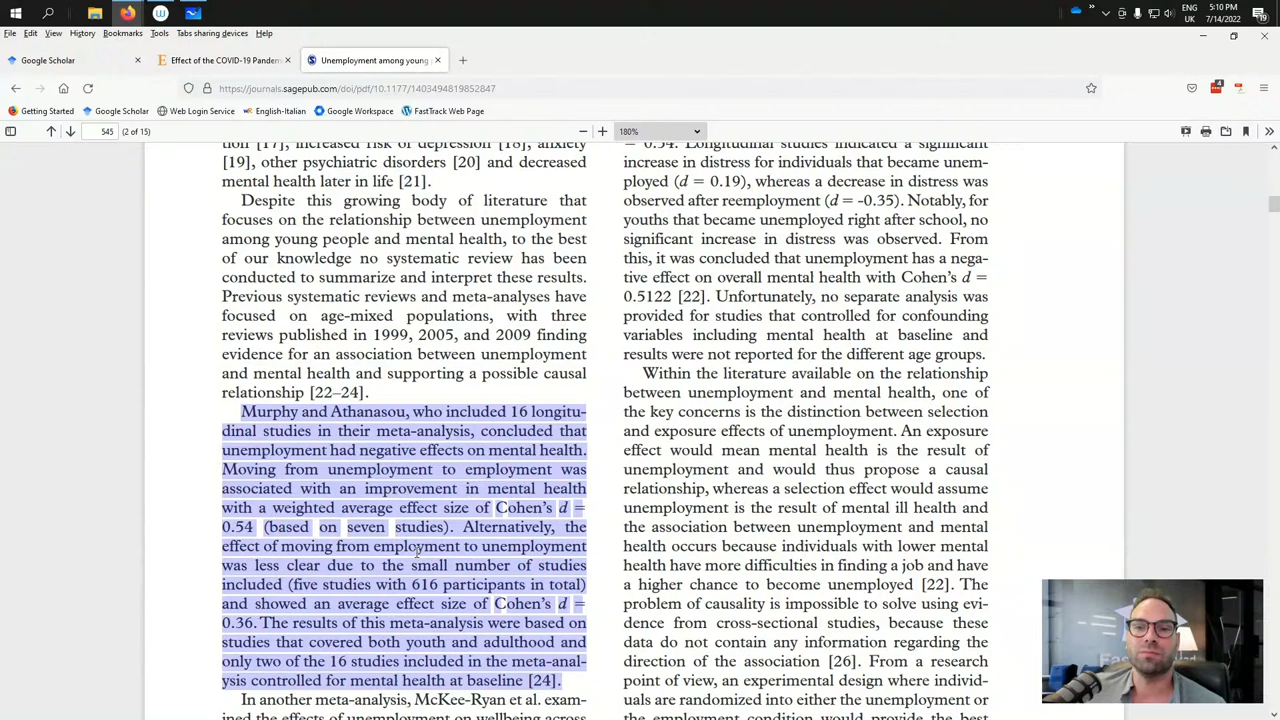 ENG
5:10 PM
UK
7/14/2022
19
File Edit View History Bookmarks Tools Tabs sharing devices Help
Google Scholar
Effect of the COVID-19 Pandem
Unemployment among young
https://journals.sagepub.com/doi/pdf/10.1177/1403494819852847
4
Getting Started
Google Scholar
Web Login Service
English-Italian
Google Workspace
FastTrack Web Page
545
(2 of 15)
180%
tion [17], increased risk of depression [18], anxiety
[19], other psychiatric disorders [20] and decreased
mental health later in life [21].
Despite this growing body of literature that
focuses on the relationship between unemployment
among young people and mental health, to the best
of our knowledge no systematic review has been
conducted to summarize and interpret these results.
Previous systematic reviews and meta-analyses have
focused on age-mixed populations, with three
reviews published in 1999, 2005, and 2009 finding
evidence for an association between unemployment
and mental health and supporting a possible causal
relationship [22–24].
Murphy and Athanasou, who included 16 longitu-
dinal studies in their meta-analysis, concluded that
unemployment had negative effects on mental health.
Moving from unemployment to employment was
associated with an improvement in mental health
with a weighted average effect size of Cohen's d =
0.54 (based on seven studies). Alternatively, the
effect of moving from employment to unemployment
was less clear due to the small number of studies
included (five studies with 616 participants in total)
and showed an average effect size of Cohen's d =
0.36. The results of this meta-analysis were based on
studies that covered both youth and adulthood and
only two of the 16 studies included in the meta-anal-
ysis controlled for mental health at baseline [24].
In another meta-analysis, McKee-Ryan et al. exam-
ined the effects of unemployment on wellbeing across
= 0.54. Longitudinal studies indicated a significant
increase in distress for individuals that became unem-
ployed (d = 0.19), whereas a decrease in distress was
observed after reemployment (d = -0.35). Notably, for
youths that became unemployed right after school, no
significant increase in distress was observed. From
this, it was concluded that unemployment has a nega-
tive effect on overall mental health with Cohen's d =
0.5122 [22]. Unfortunately, no separate analysis was
provided for studies that controlled for confounding
variables including mental health at baseline and
results were not reported for the different age groups.
Within the literature available on the relationship
between unemployment and mental health, one of
the key concerns is the distinction between selection
and exposure effects of unemployment. An exposure
effect would mean mental health is the result of
unemployment and would thus propose a causal
relationship, whereas a selection effect would assume
unemployment is the result of mental ill health and
the association between unemployment and mental
health occurs because individuals with lower mental
health have more difficulties in finding a job and have
a higher chance to become unemployed [22]. The
problem of causality is impossible to solve using evi-
dence from cross-sectional studies, because these
data do not contain any information regarding the
direction of the association [26]. From a research
point of view, an experimental design where individ-
uals are randomized into either the unemployment or
the employment condition would provide the best